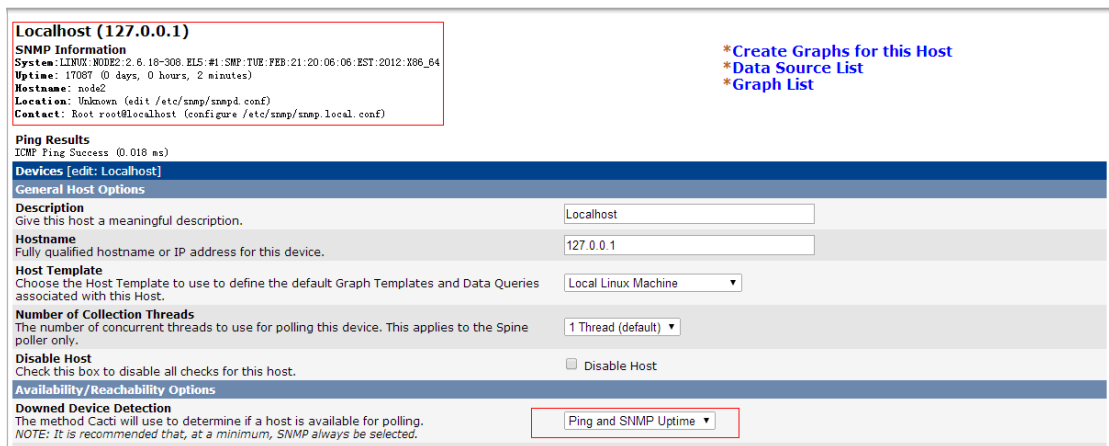 Localhost (127.0.0.1)
SNMP Information
System:LINUX:NODE2:2.6.18-308.EL5:#1:SMP:TUE:FEB:21:20:06:06:EST:2012:X86_64
Uptime: 17087 (0 days, 0 hours, 2 minutes)
Hostname: node2
Location: Unknown (edit /etc/snmp/snmpd.conf)
Contact: Root root@localhost (configure /etc/snmp/snmp.local.conf)
*Create Graphs for this Host
*Data Source List
*Graph List
Ping Results
ICMP Ping Success (0.018 ms)
Devices [edit: Localhost]
General Host Options
Description
Give this host a meaningful description.
Localhost
Hostname
Fully qualified hostname or IP address for this device.
127.0.0.1
Host Template
Choose the Host Template to use to define the default Graph Templates and Data Queries
associated with this Host.
Local Linux Machine
Number of Collection Threads
The number of concurrent threads to use for polling this device. This applies to the Spine
poller only.
1 Thread (default)
Disable Host
Check this box to disable all checks for this host.
Disable Host
Availability/Reachability Options
Downed Device Detection
The method Cacti will use to determine if a host is available for polling.
NOTE: It is recommended that, at a minimum, SNMP always be selected.
Ping and SNMP Uptime